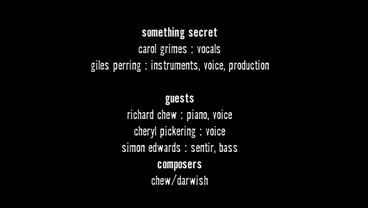 something secret
carol grimes : vocals
giles perring : instruments, voice, production
guests
richard chew : piano, voice
cheryl pickering : voice
simon edwards : sentir, bass
composers
chew/darwish